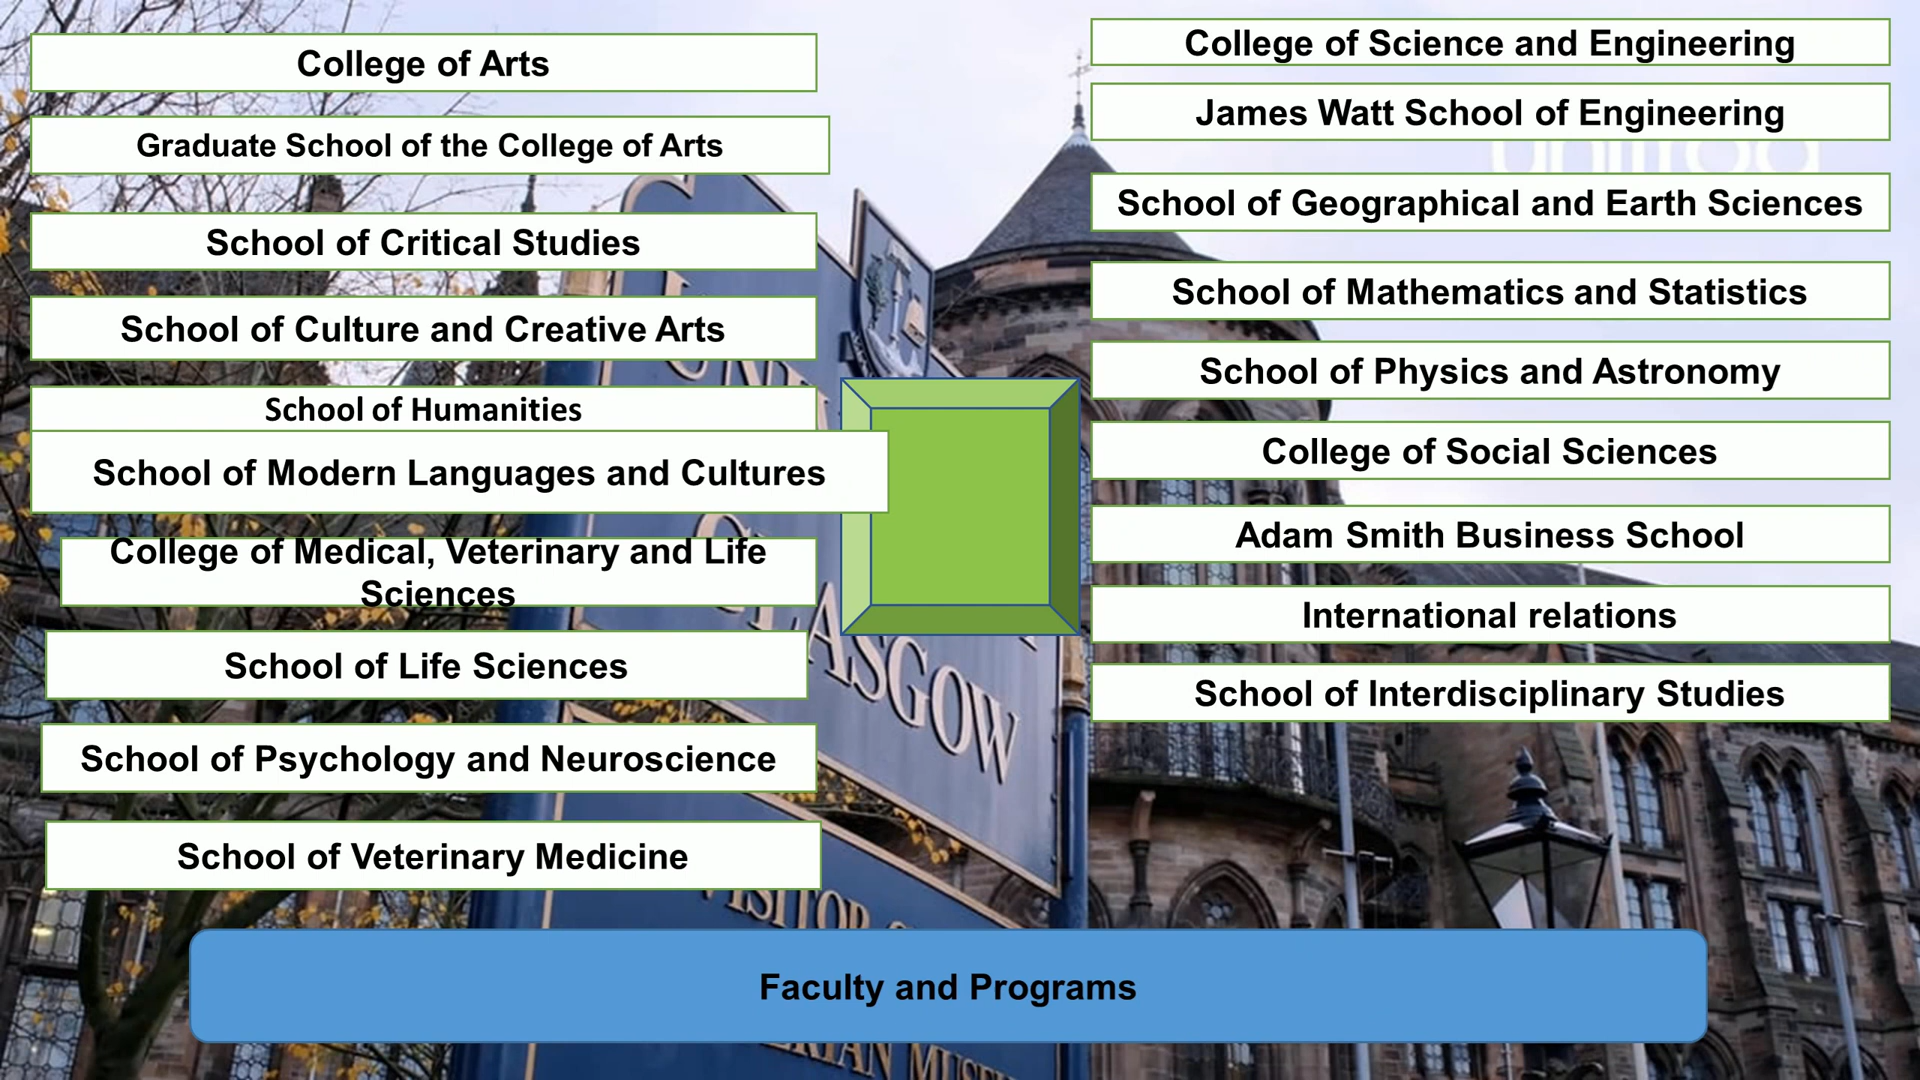 College of Arts
Graduate School of the College of Arts
School of Critical Studies
School of Culture and Creative Arts
School of Humanities
School of Modern Languages and Cultures
College of Medical, Veterinary and Life
Sciences
School of Life Sciences
School of Psychology and Neuroscience
School of Veterinary Medicine
College of Science and Engineering
James Watt School of Engineering
School of Geographical and Earth Sciences
School of Mathematics and Statistics
School of Physics and Astronomy
College of Social Sciences
Adam Smith Business School
International relations
School of Interdisciplinary Studies
GLASGOW
VISITOR
Faculty and Programs